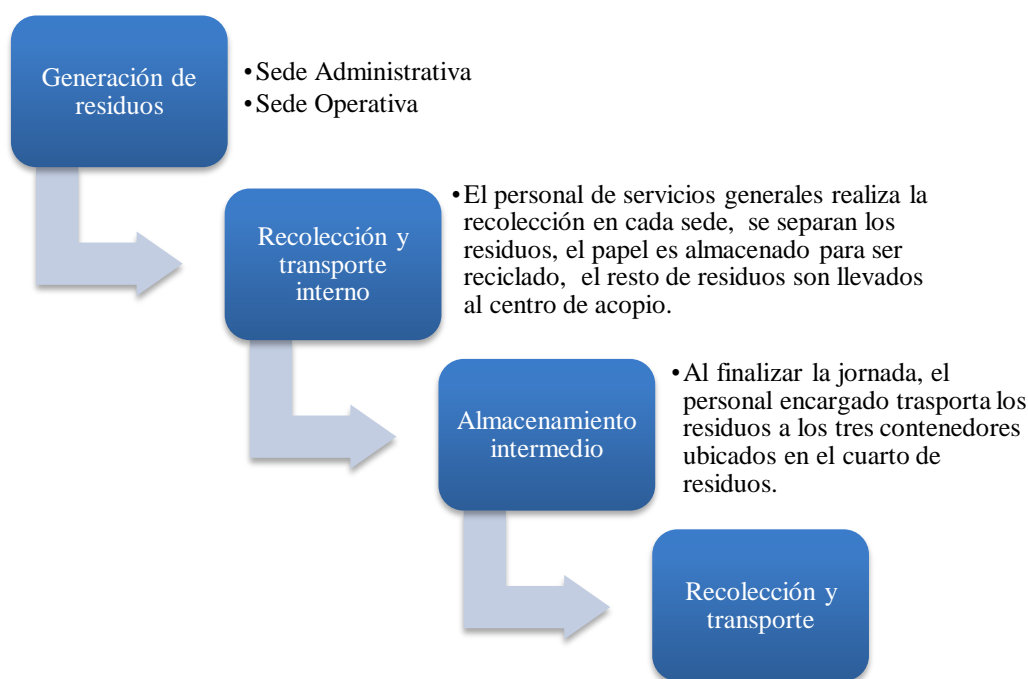 Generación de
residuos
•Sede Administrativa
•Sede Operativa
Recolección y
transporte
interno
•El personal de servicios generales realiza la
recolección en cada sede, se separan los
residuos, el papel es almacenado para ser
reciclado, el resto de residuos son llevados
al centro de acopio.
Almacenamiento
intermedio
•Al finalizar la jornada, el
personal encargado trasporta los
residuos a los tres contenedores
ubicados en el cuarto de
residuos.
Recolección y
transporte